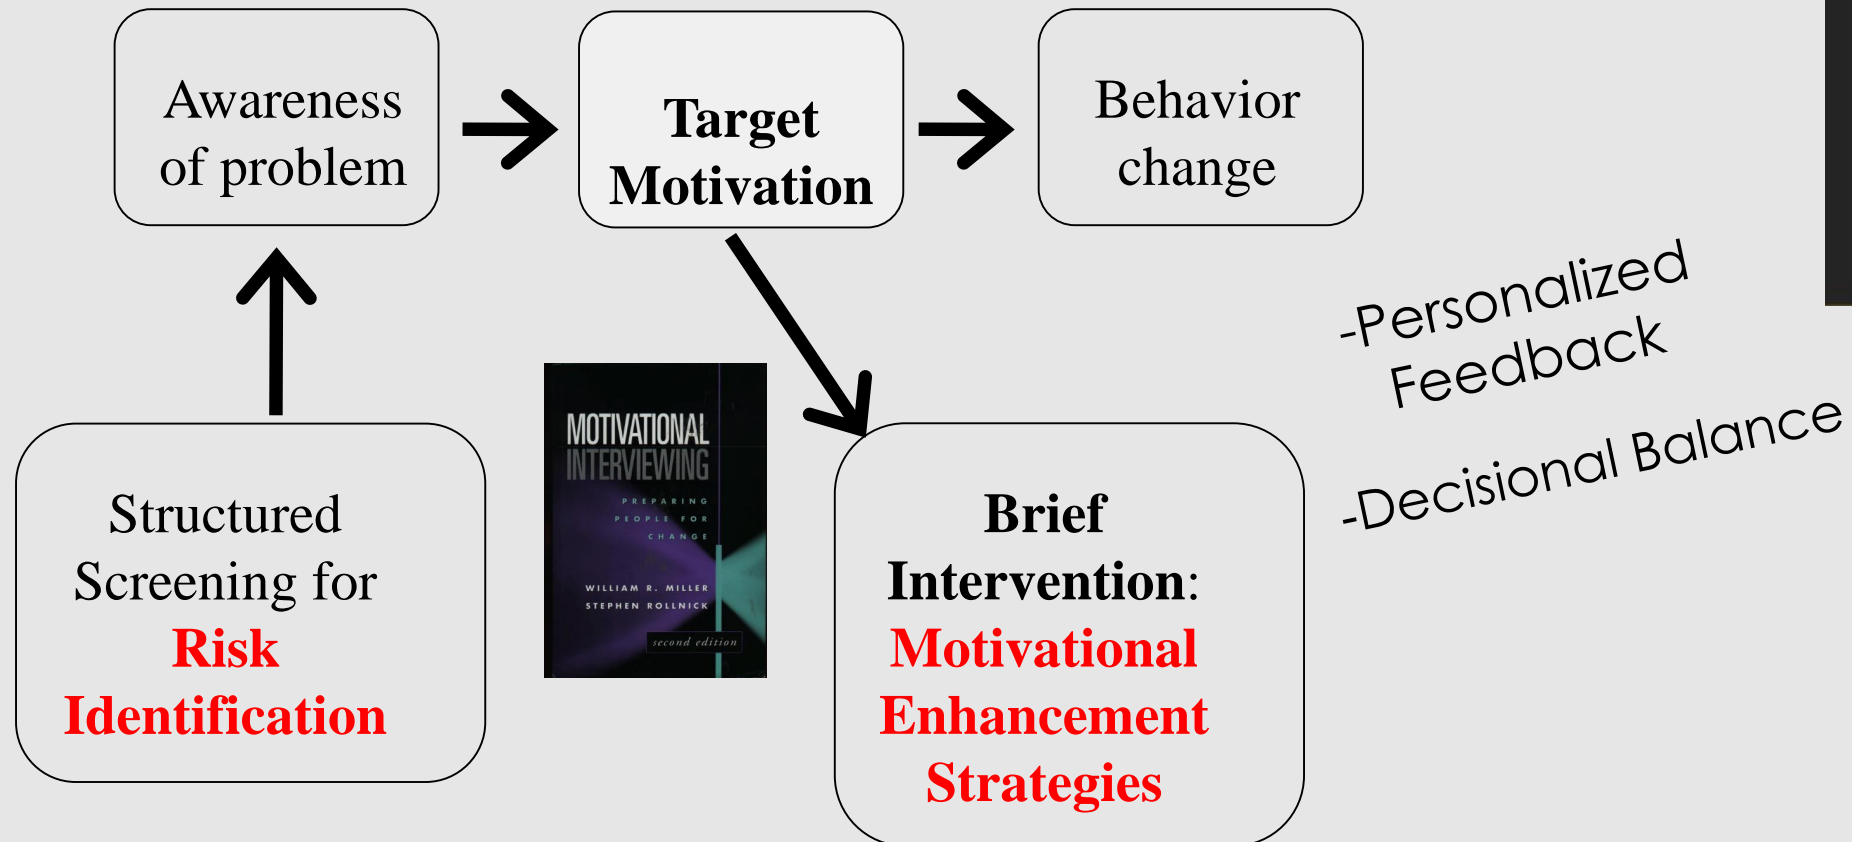 Awareness
of problem
Target
Motivation
Behavior
change
-Personalized
Feedback
-Decisional Balance
Structured
Screening for
Risk
Identification
MOTIVATIONAL
INTERVIEWING
PREPARING
PEOPLE FOR
CHANGE
WILLIAM R. MILLER
STEPHEN ROLLNICK
second edition
Brief
Intervention:
Motivational
Enhancement
Strategies